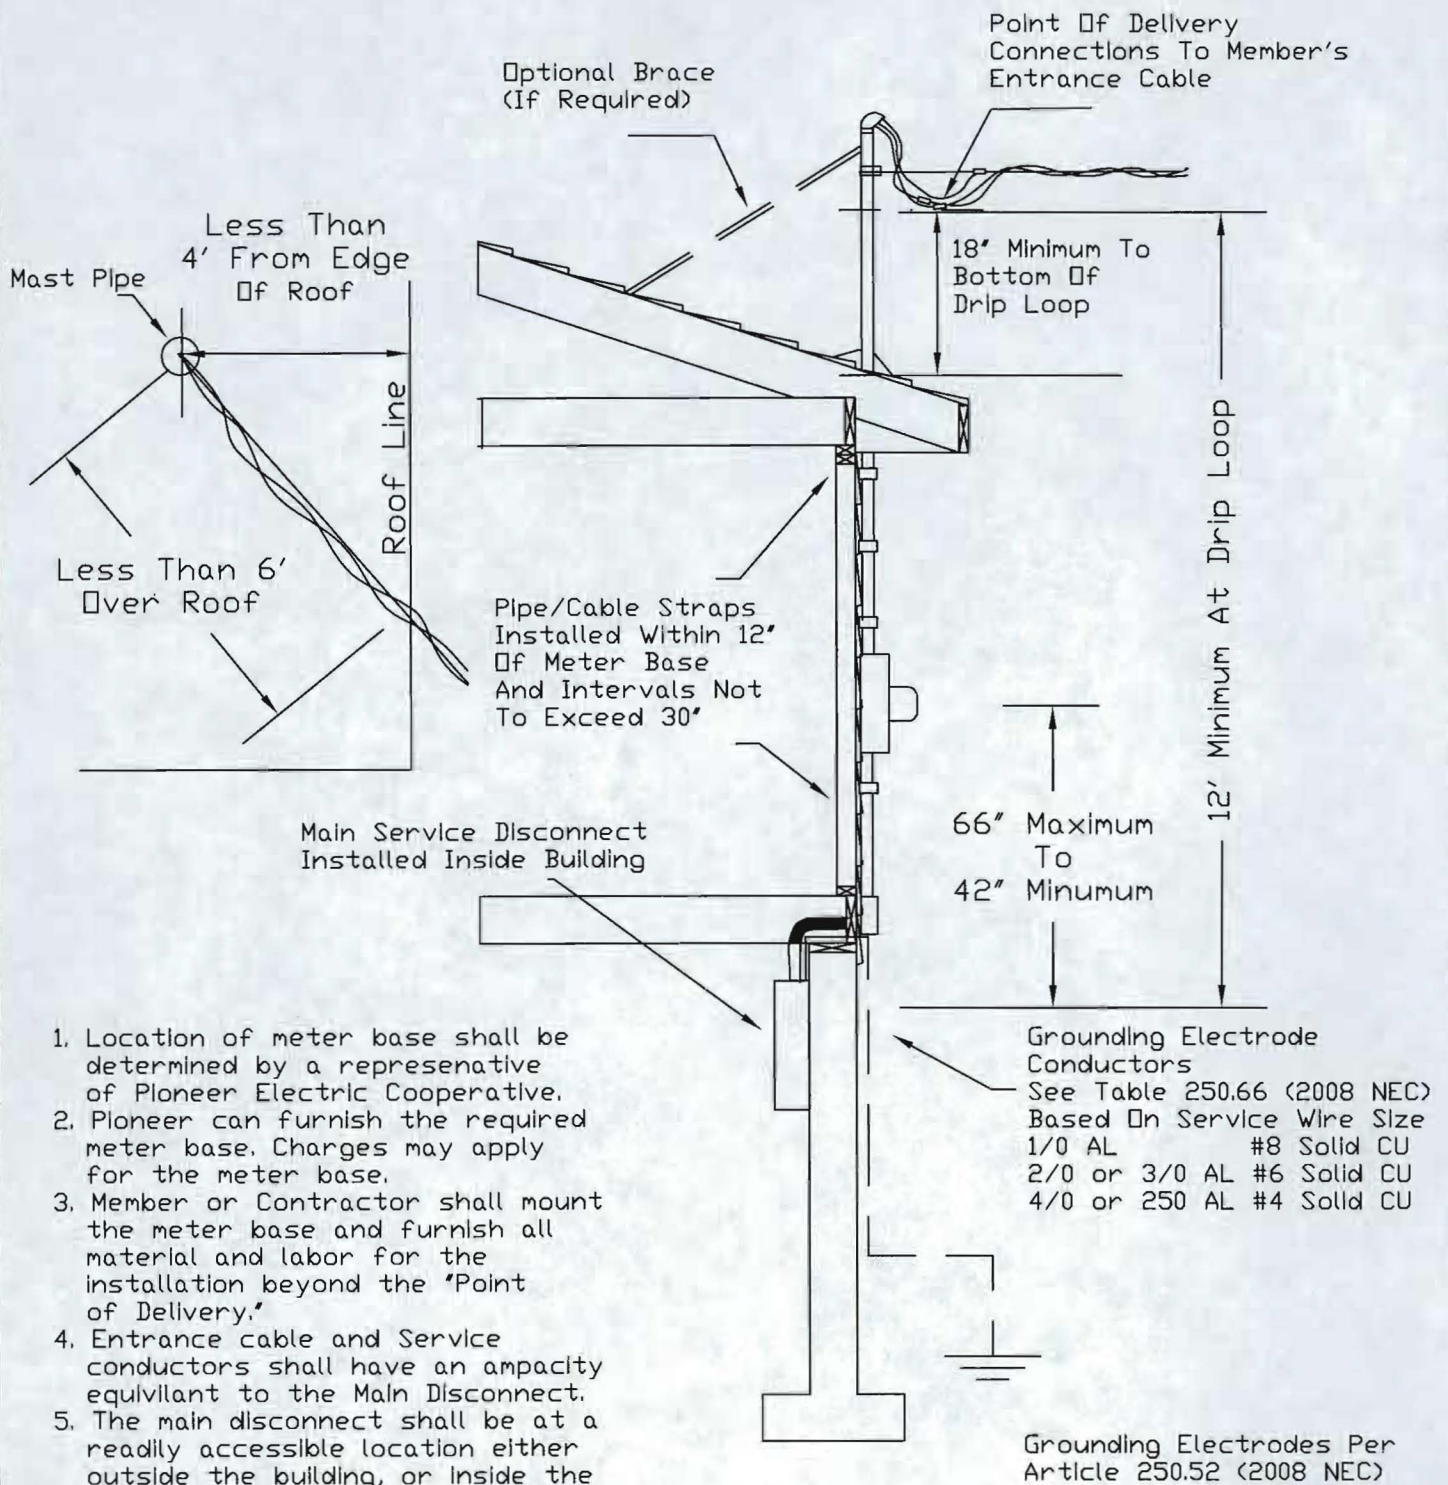 Point Of Delivery
Connections To Member's
Entrance Cable
Optional Brace
(If Required)
Less Than
4' From Edge
Of Roof
Mast Pipe
18" Minimum To
Bottom Of
Drip Loop
Roof Line
12' Minimum At Drip Loop
Less Than 6'
Over Roof
Pipe/Cable Straps
Installed Within 12"
Of Meter Base
And Intervals Not
To Exceed 30"
Main Service Disconnect
Installed Inside Building
66" Maximum
To
42" Minumum
1. Location of meter base shall be
determined by a represenative
of Pioneer Electric Cooperative.
2. Pioneer can furnish the required
meter base. Charges may apply
for the meter base.
3. Member or Contractor shall mount
the meter base and furnish all
material and labor for the
installation beyond the "Point
of Delivery."
4. Entrance cable and Service
conductors shall have an ampacity
equivilant to the Main Disconnect.
5. The main disconnect shall be at a
readily accessible location either
outside the building, or inside the
Grounding Electrode
Conductors
See Table 250.66 (2008 NEC)
Based On Service Wire Size
1/0 AL #8 Solid CU
2/0 or 3/0 AL #6 Solid CU
4/0 or 250 AL #4 Solid CU
Grounding Electrodes Per
Article 250.52 (2008 NEC)